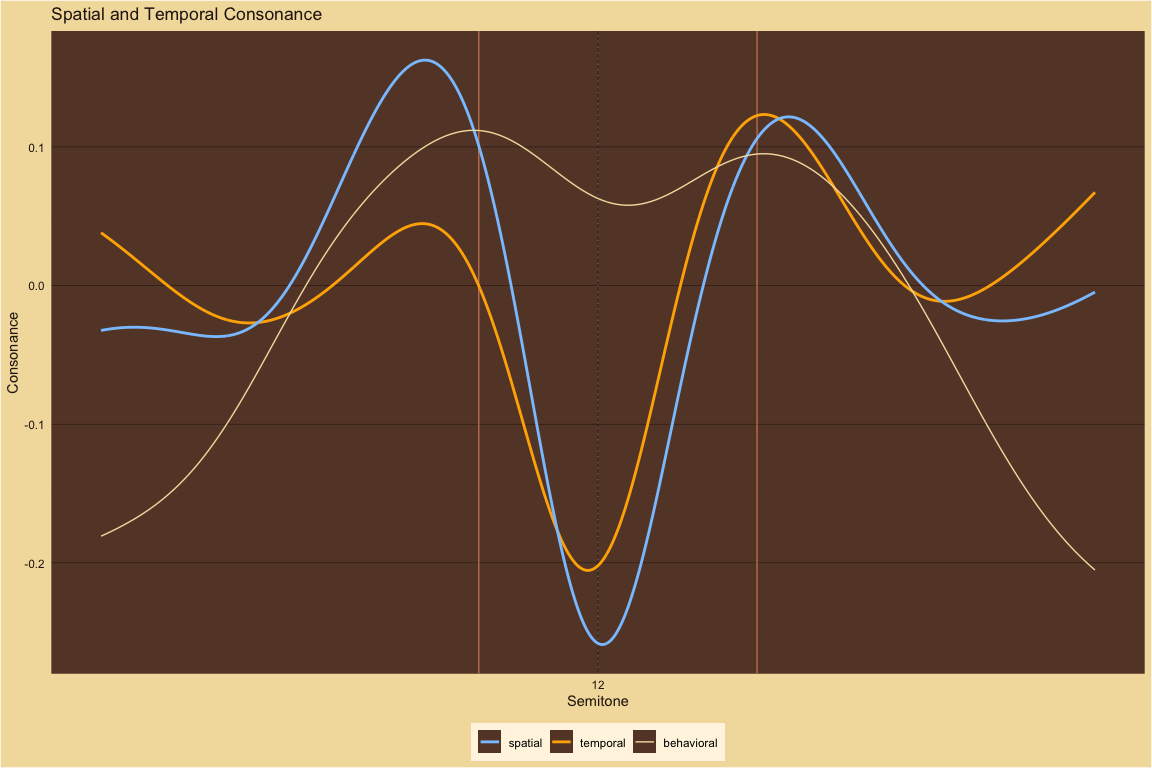 Spatial and Temporal Consonance
Consonance
0.1
0.0
-0.1
-0.2
12
Semitone
spatial temporal behavioral